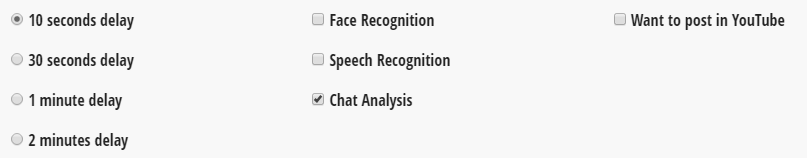 10 seconds delay
Face Recognition
Want to post in YouTube
30 seconds delay
Speech Recognition
1 minute delay
Chat Analysis
2 minutes delay